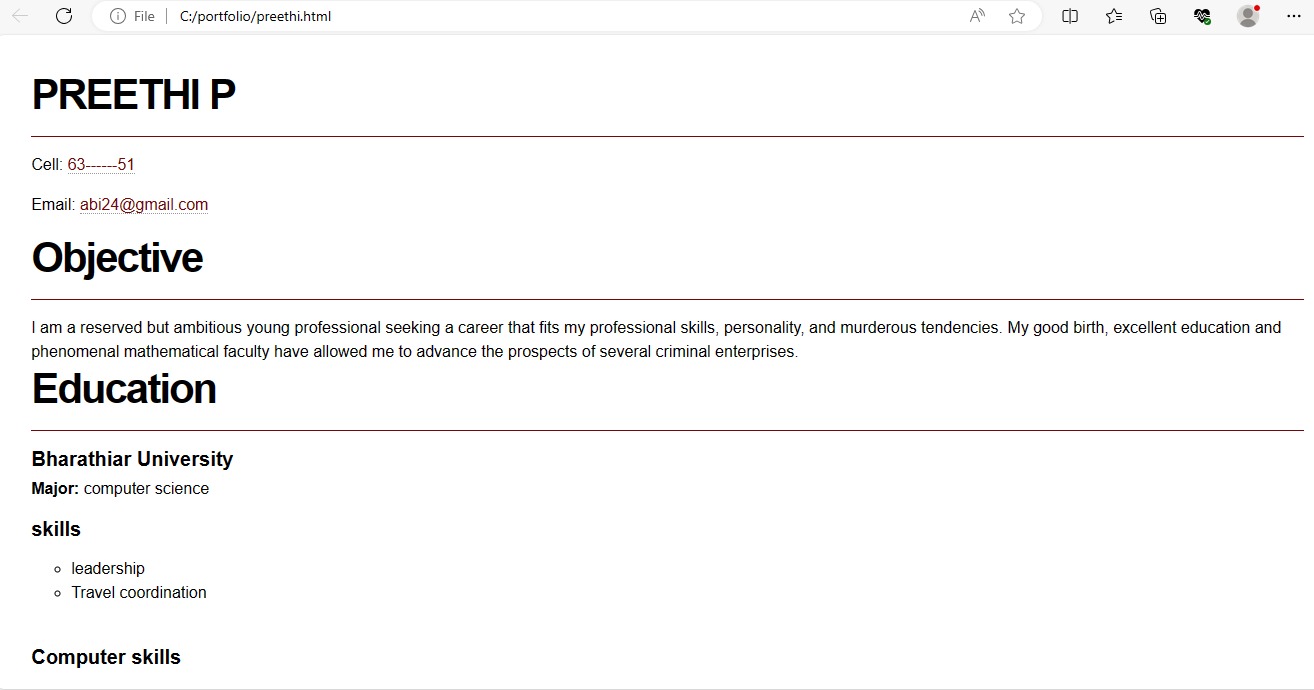 File C:/portfolio/preethi.html
PREETHI P
Cell: 63------51
Email: abi24@gmail.com
Objective
I am a reserved but ambitious young professional seeking a career that fits my professional skills, personality, and murderous tendencies. My good birth, excellent education and
phenomenal mathematical faculty have allowed me to advance the prospects of several criminal enterprises.
Education
Bharathiar University
Major: computer science
skills
leadership
Travel coordination
Computer skills